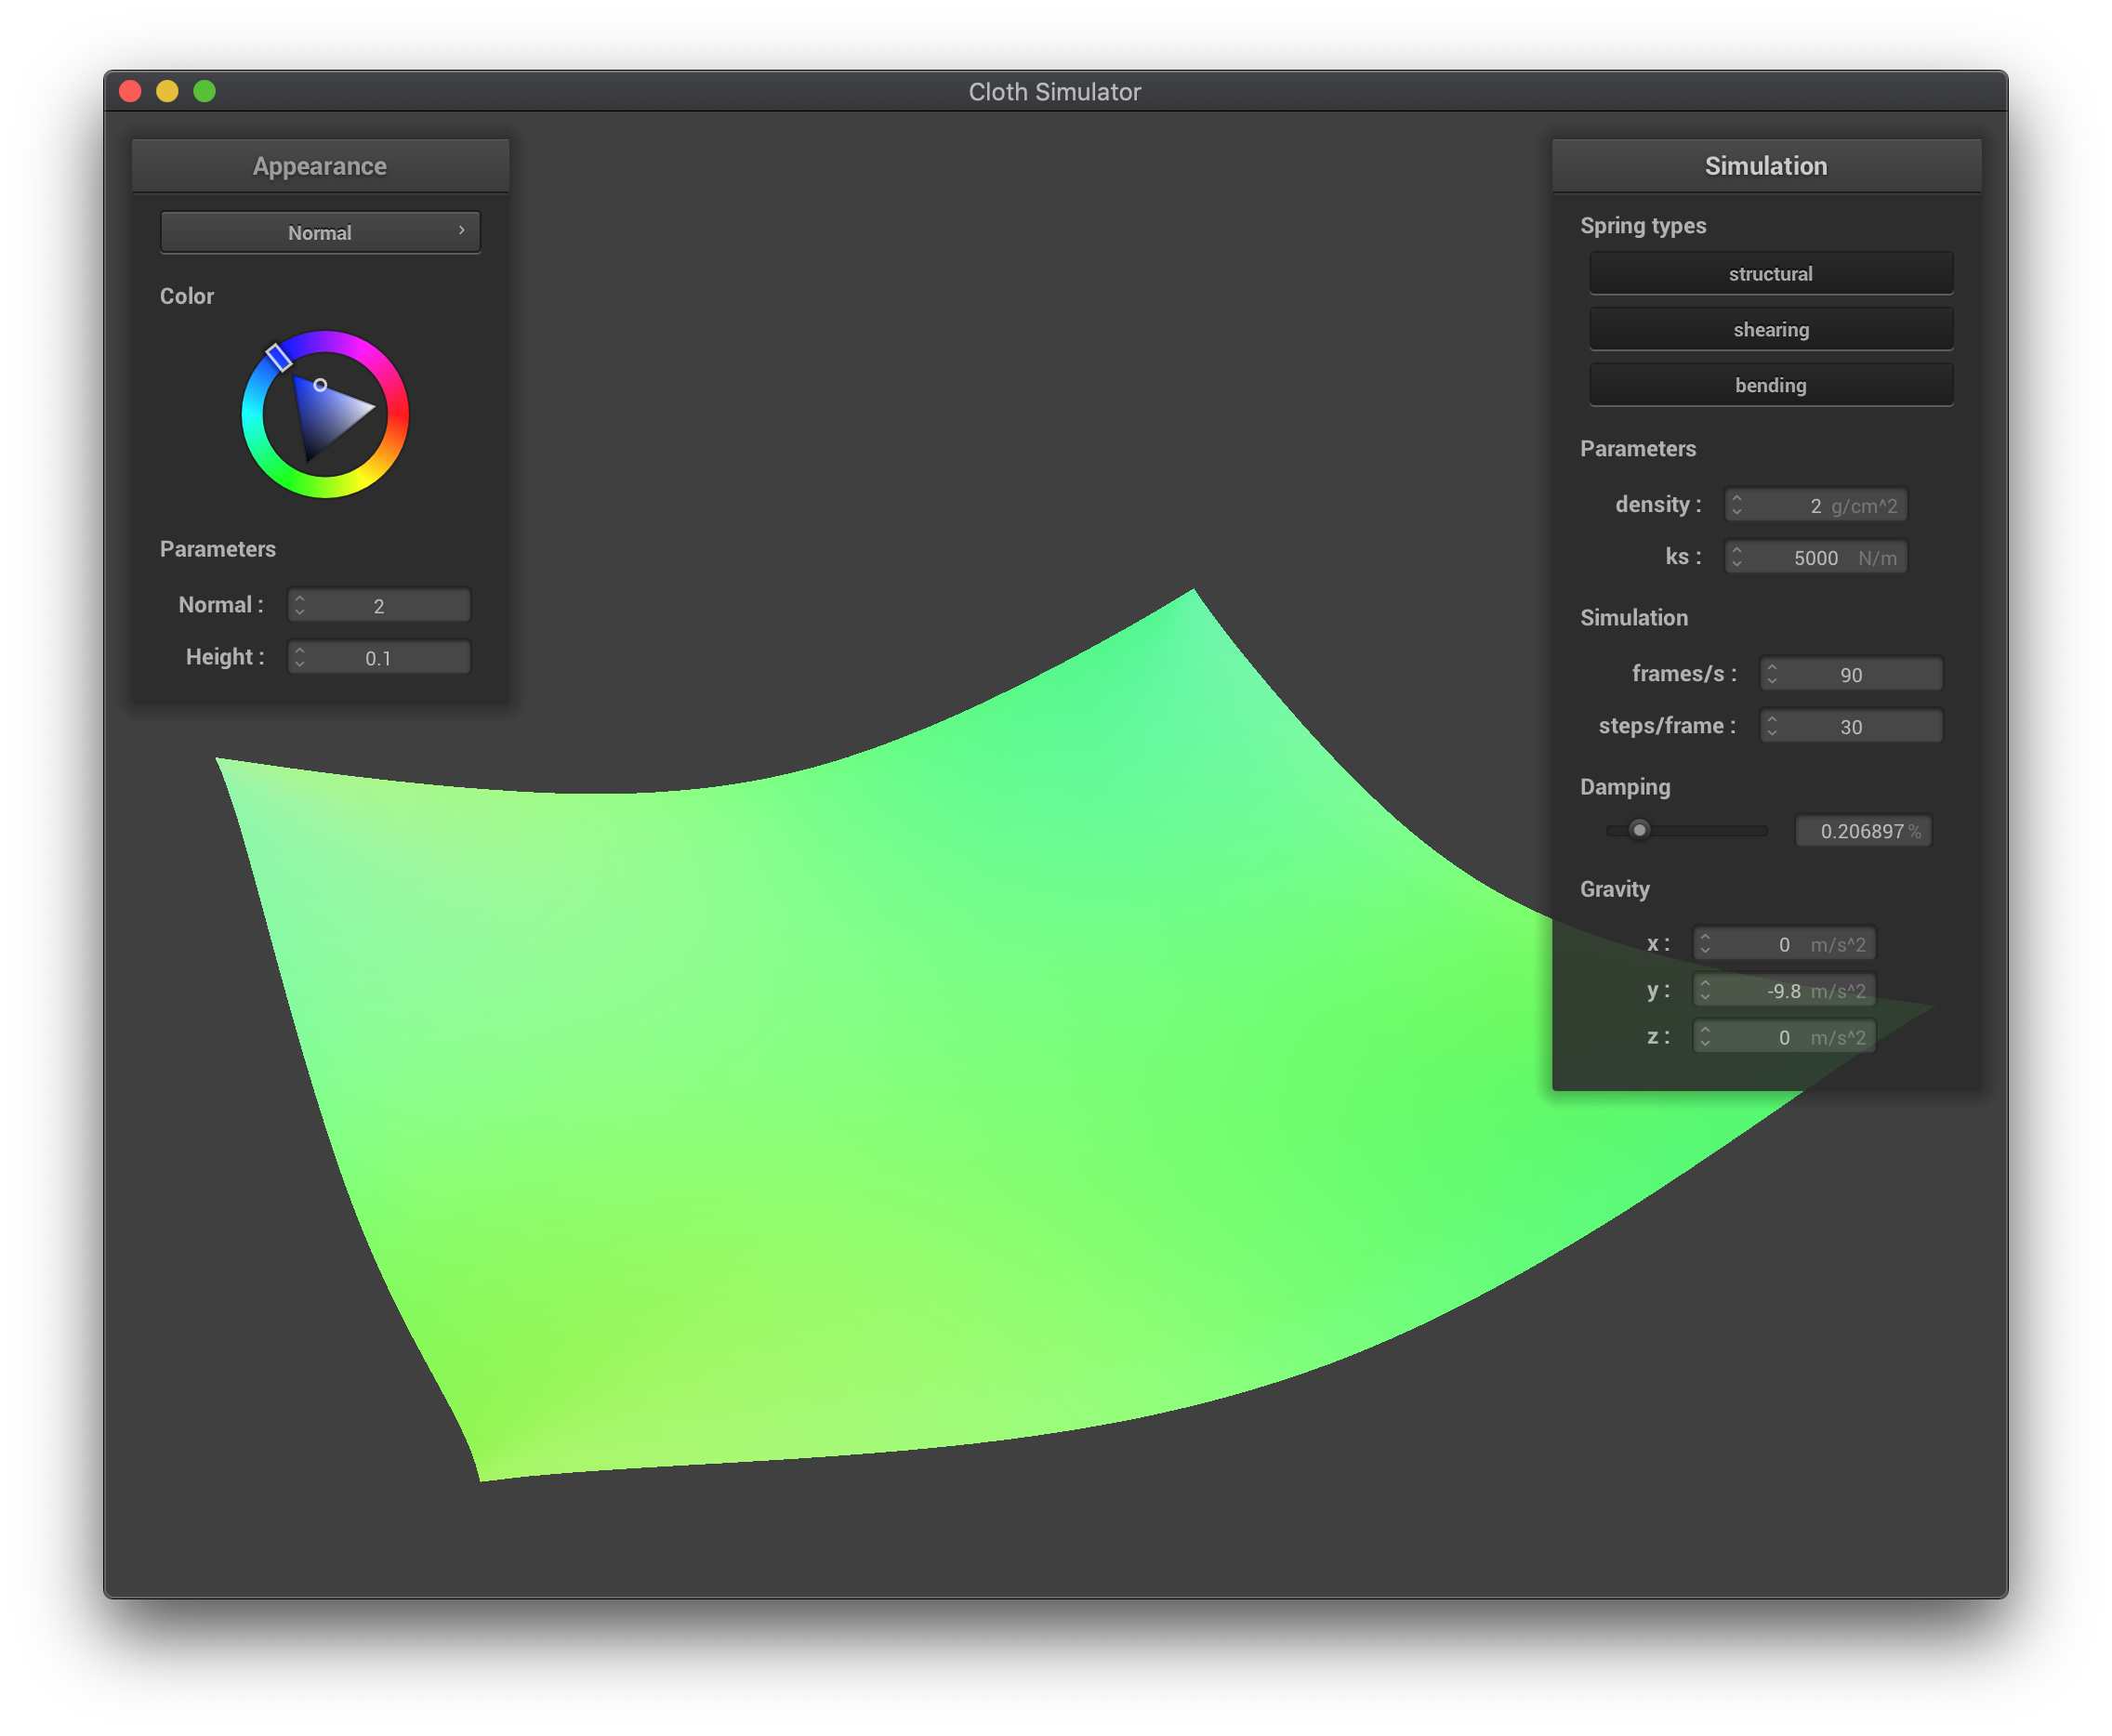 Cloth Simulator
Appearance
Normal
Color
Parameters
Normal : 2
Height : 0.1
Simulation
Spring types
structural
shearing
bending
Parameters
density : 2 g/cm^2
ks : 5000 N/m
Simulation
frames/s : 90
steps/frame : 30
Damping
0.206897 %
Gravity
x : 0 m/s^2
y : -9.8 m/s^2
z : 0 m/s^2